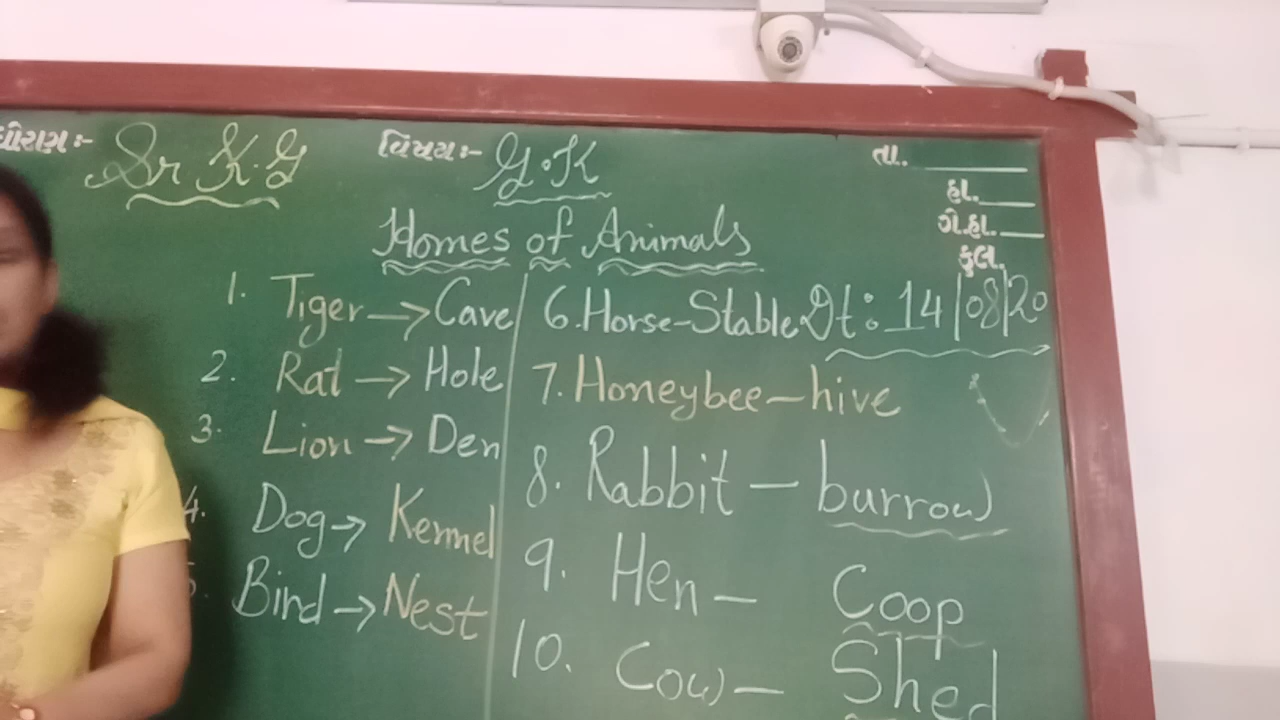 ધોરણઃ- Sr K.G વિષયઃ- G.K તા.
હા.
ગે.હા.
કુલ.
Homes of Animals
Dt: 14|08|20
1. Tiger → Cave
2. Rat → Hole
3. Lion → Den
4. Dog → Kennel
5. Bird → Nest
6. Horse - Stable
7. Honeybee - hive
8. Rabbit - burrow
9. Hen - Coop
10. Cow - Shed